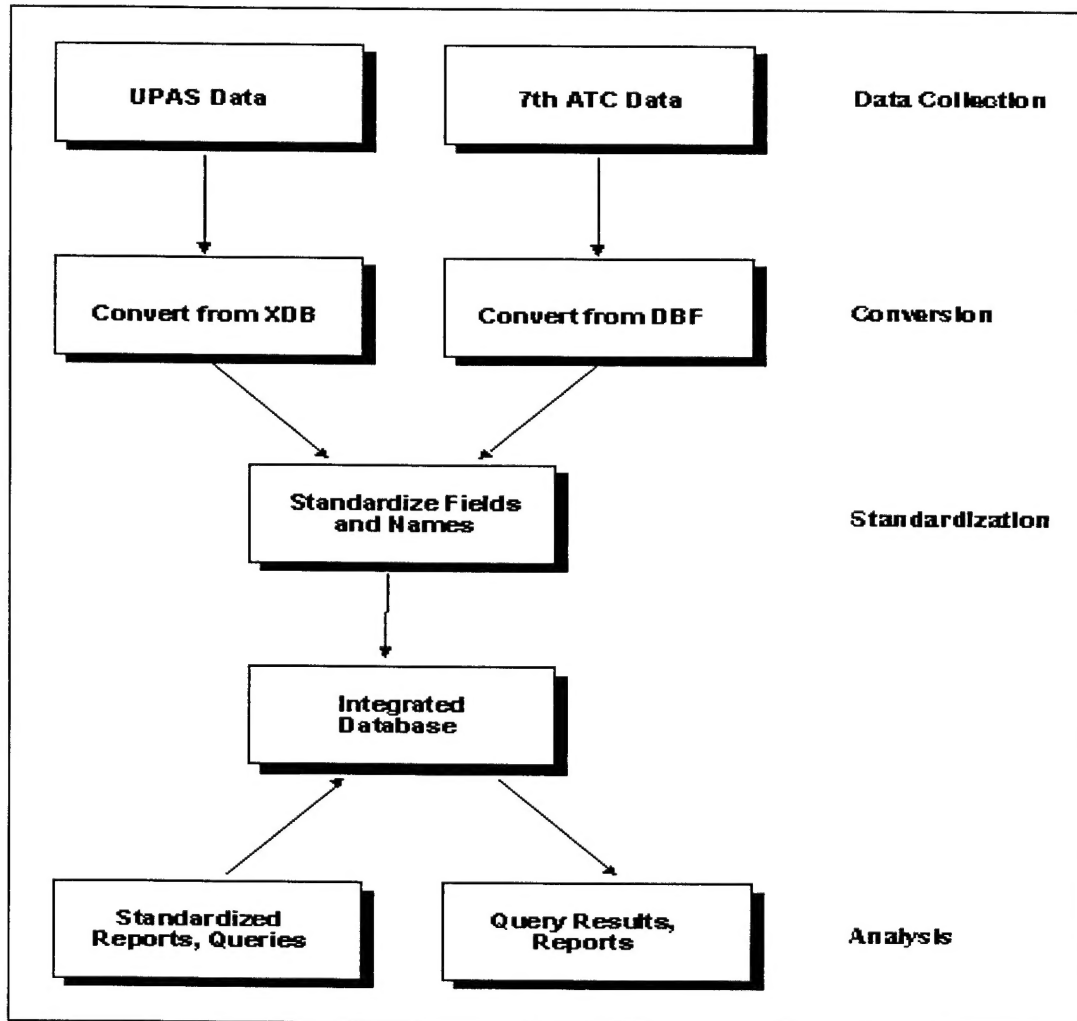 UPAS Data
7th ATC Data
Data Collection
Convert from XDB
Convert from DBF
Conversion
Standardize Fields
and Names
Standardization
Integrated
Database
Standardized
Reports, Queries
Query Results,
Reports
Analysis